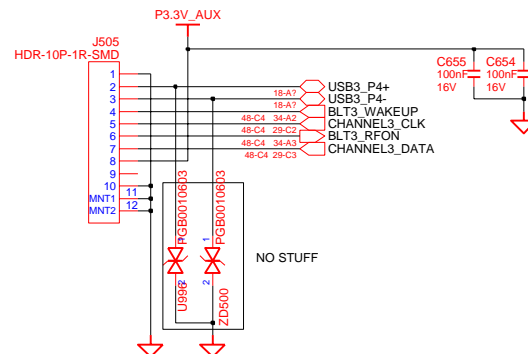 P3.3V_AUX
J505
HDR-10P-1R-SMD
1
2
3
4
5
6
7
8
9
10
MNT1 11
MNT2 12
USB3_P4+
18-A?
USB3_P4-
18-A?
BLT3_WAKEUP
48-C4 34-A2
CHANNEL3_CLK
48-C4 29-C2
BLT3_RFON
48-C4 34-A3
CHANNEL3_DATA
48-C4 29-C3
C655
100nF
16V
C654
100nF
16V
PGB0010603
1
2
U996
PGB0010603
1
2
ZD500
NO STUFF